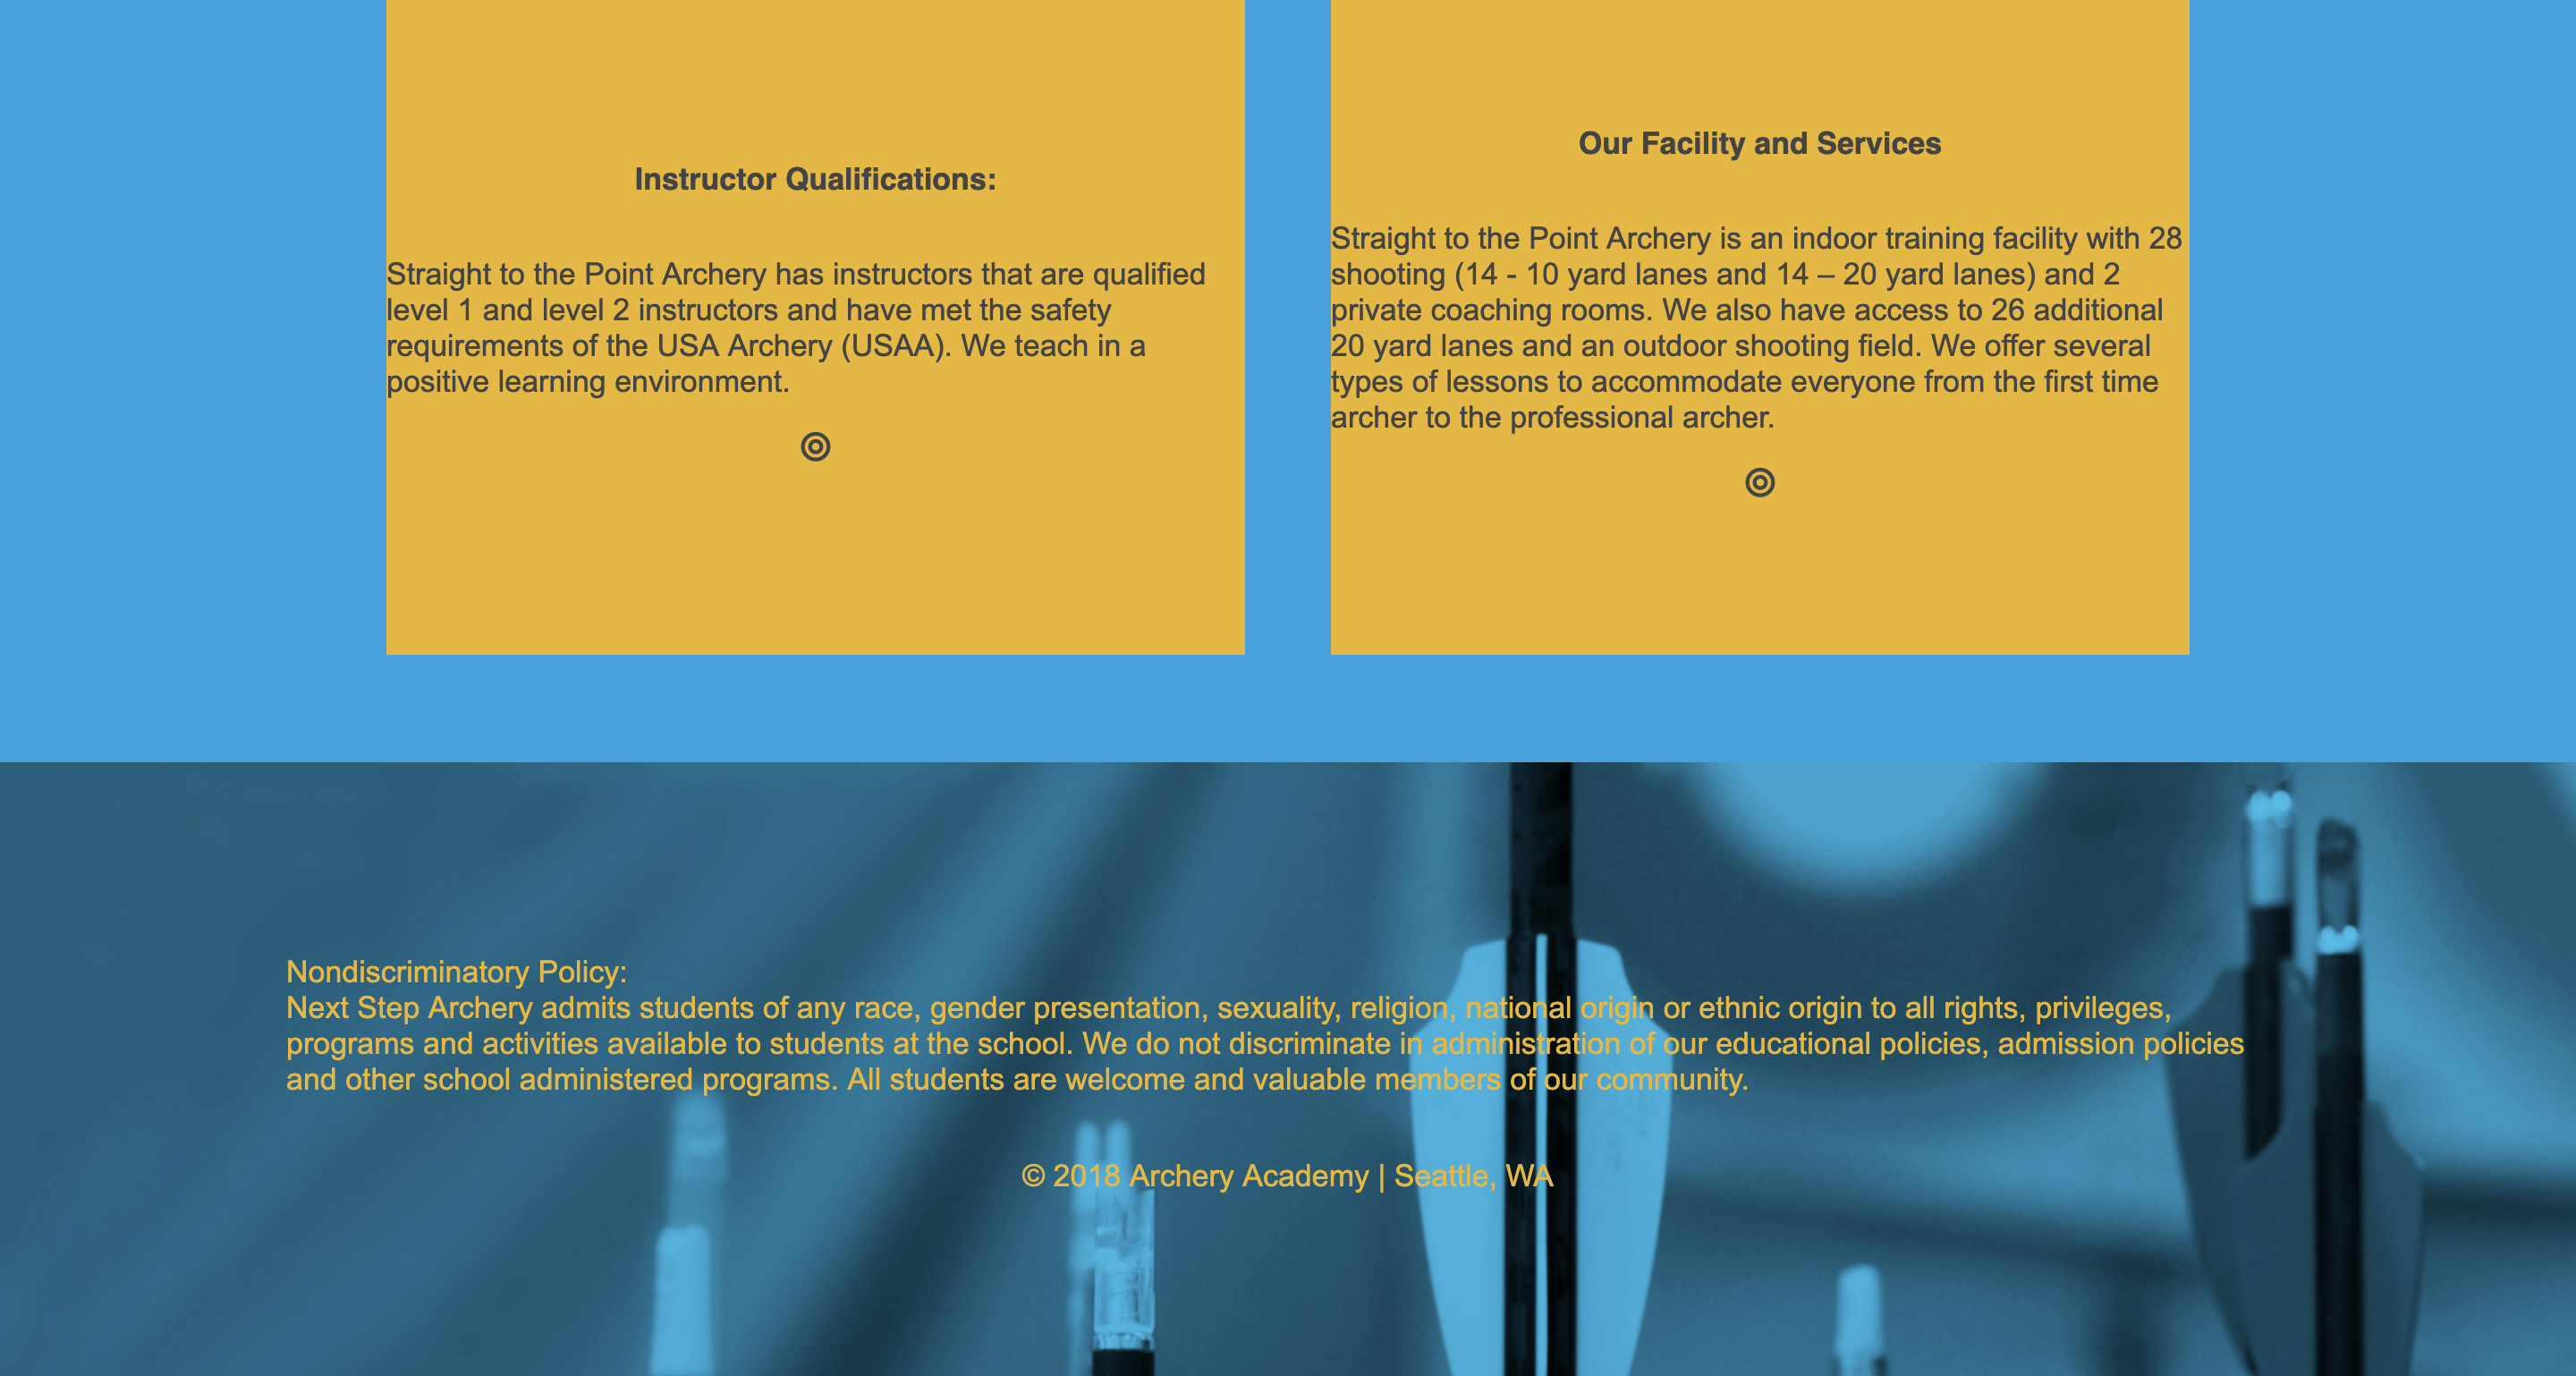 Instructor Qualifications:
Straight to the Point Archery has instructors that are qualified
level 1 and level 2 instructors and have met the safety
requirements of the USA Archery (USAA). We teach in a
positive learning environment.
Our Facility and Services
Straight to the Point Archery is an indoor training facility with 28
shooting (14 - 10 yard lanes and 14 – 20 yard lanes) and 2
private coaching rooms. We also have access to 26 additional
20 yard lanes and an outdoor shooting field. We offer several
types of lessons to accommodate everyone from the first time
archer to the professional archer.
Nondiscriminatory Policy:
Next Step Archery admits students of any race, gender presentation, sexuality, religion, national origin or ethnic origin to all rights, privileges,
programs and activities available to students at the school. We do not discriminate in administration of our educational policies, admission policies
and other school administered programs. All students are welcome and valuable members of our community.
© 2018 Archery Academy | Seattle, WA